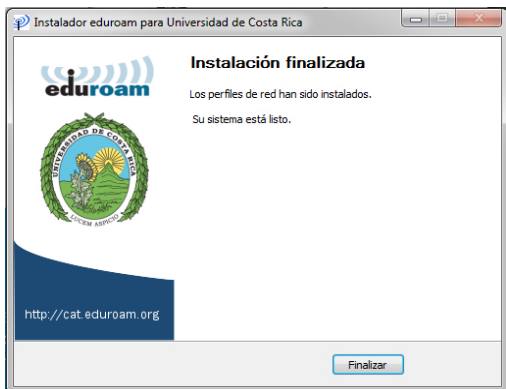 Instalador eduroam para Universidad de Costa Rica
eduroam
UNIVERSIDAD DE COSTA RICA
LUCEM ASPICIO
Instalación finalizada
Los perfiles de red han sido instalados.
Su sistema está listo.
http://cat.eduroam.org
Finalizar